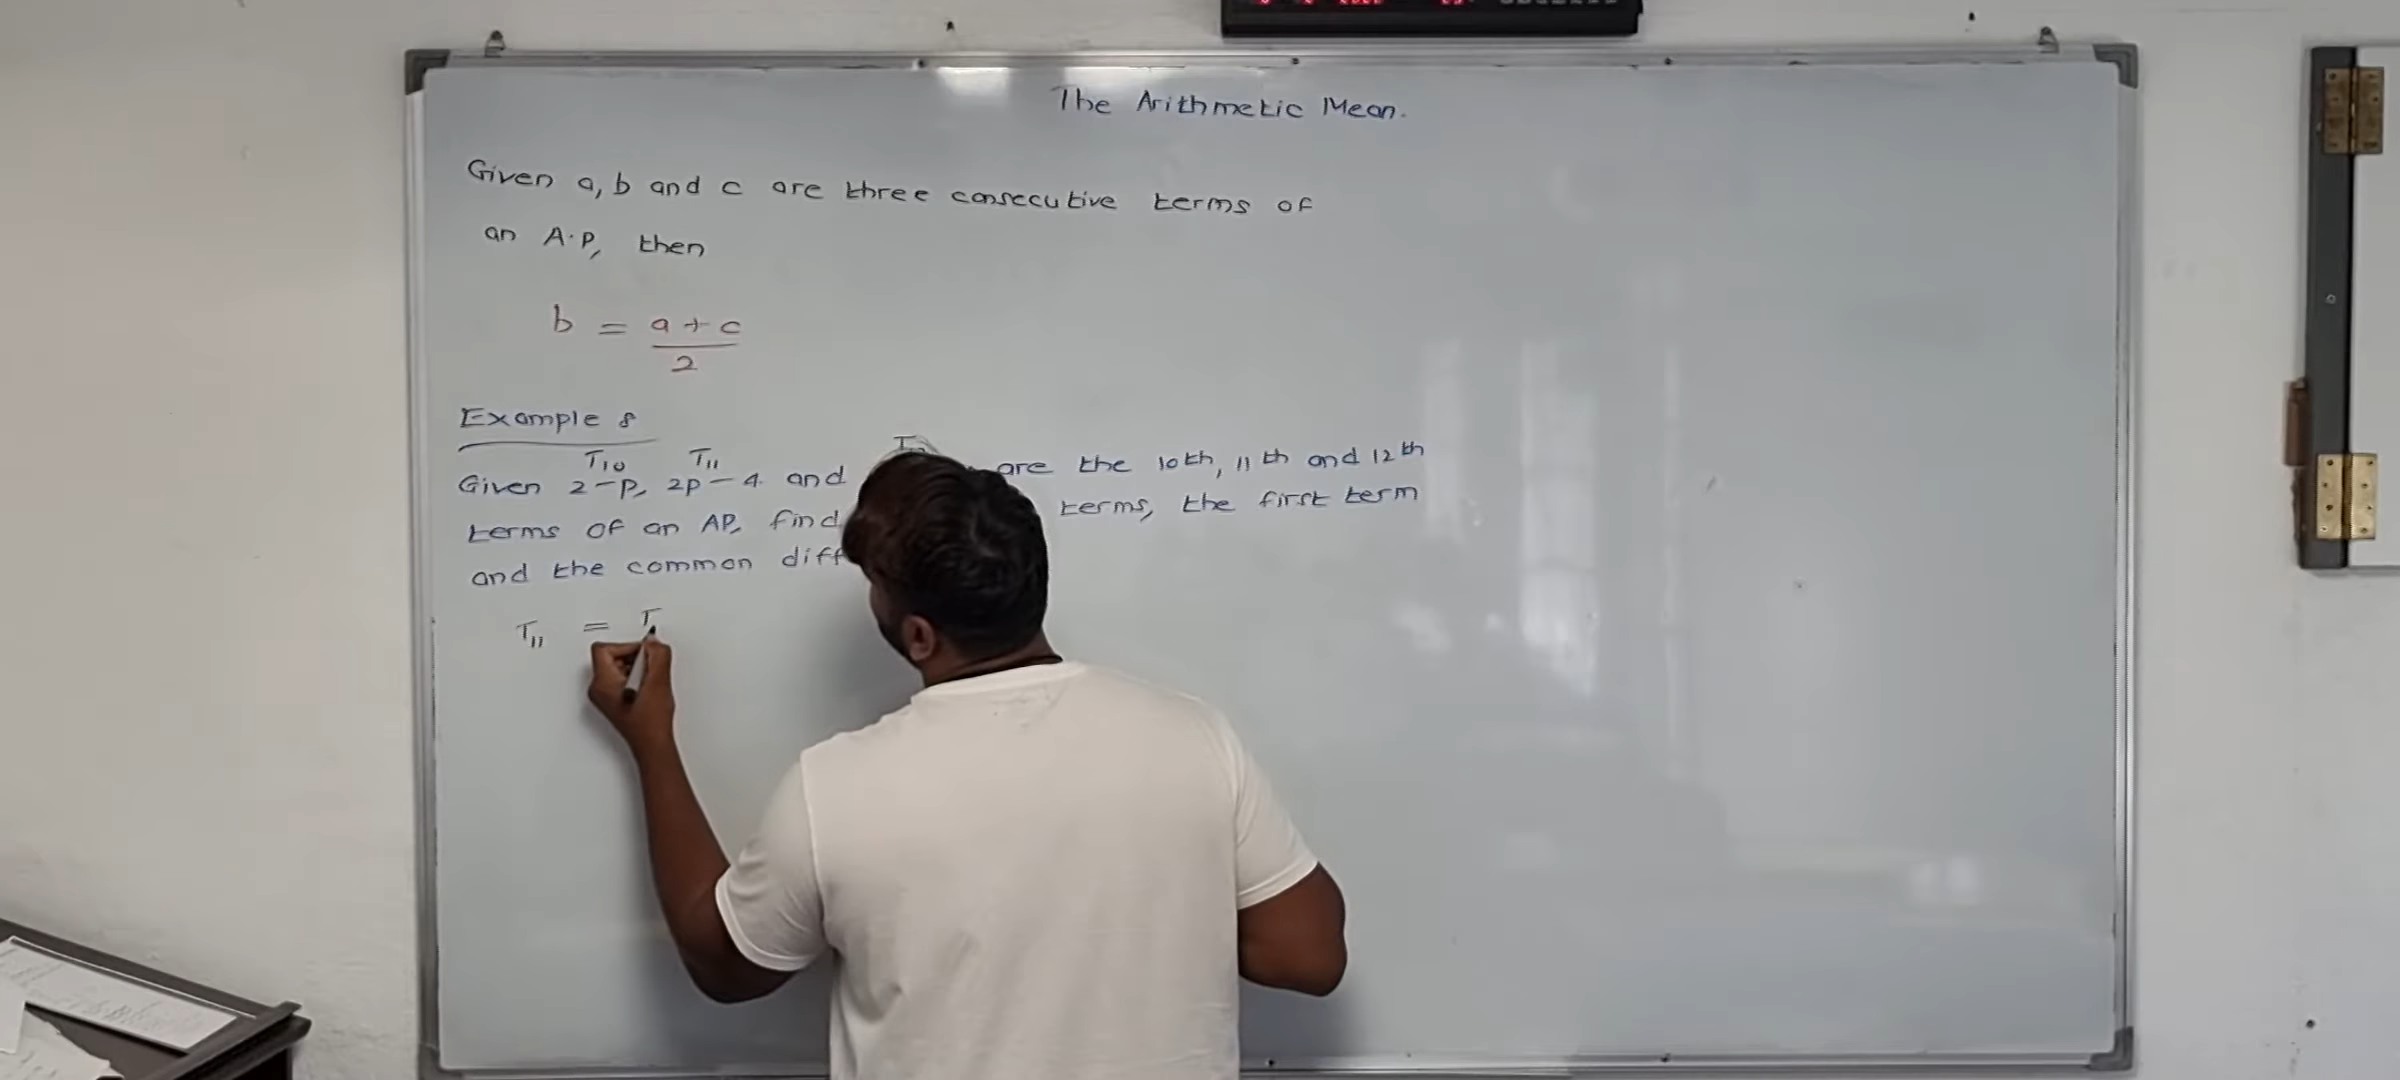 The Arithmetic Mean.
Given a, b and c are three consecutive terms of
an A.P, then
b = a + c
2
Example 8
T10 T11
Given 2-P, 2P-4 and are the 10th, 11th and 12th
terms of an AP, find terms, the first term
and the common diff
T11 = T